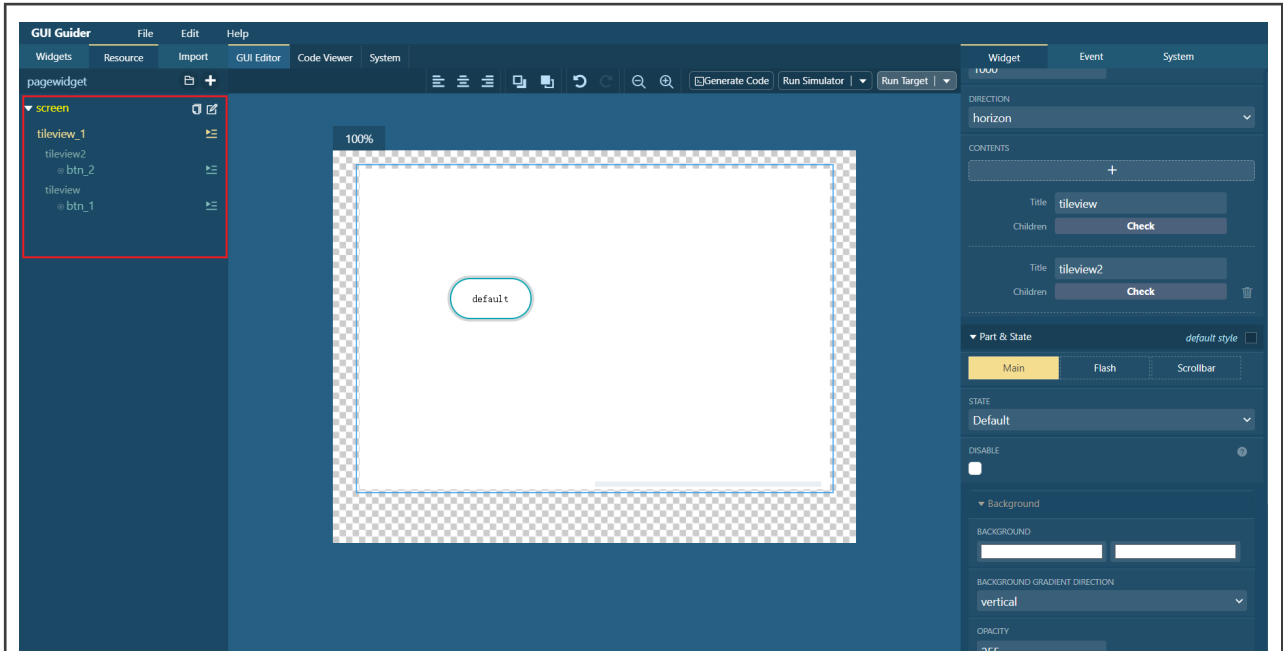 GUI Guider File Edit Help
Widgets Resource Import GUI Editor Code Viewer System Widget Event System
pagewidget Generate Code Run Simulator | Run Target |
1000
DIRECTION
horizon
CONTENTS
+
Title tileview
Children Check
Title tileview2
Children Check
Part & State default style
Main Flash Scrollbar
STATE
Default
DISABLE
Background
BACKGROUND
BACKGROUND GRADIENT DIRECTION
vertical
OPACITY
255
screen
tileview_1
tileview2
btn_2
tileview
btn_1
100%
default